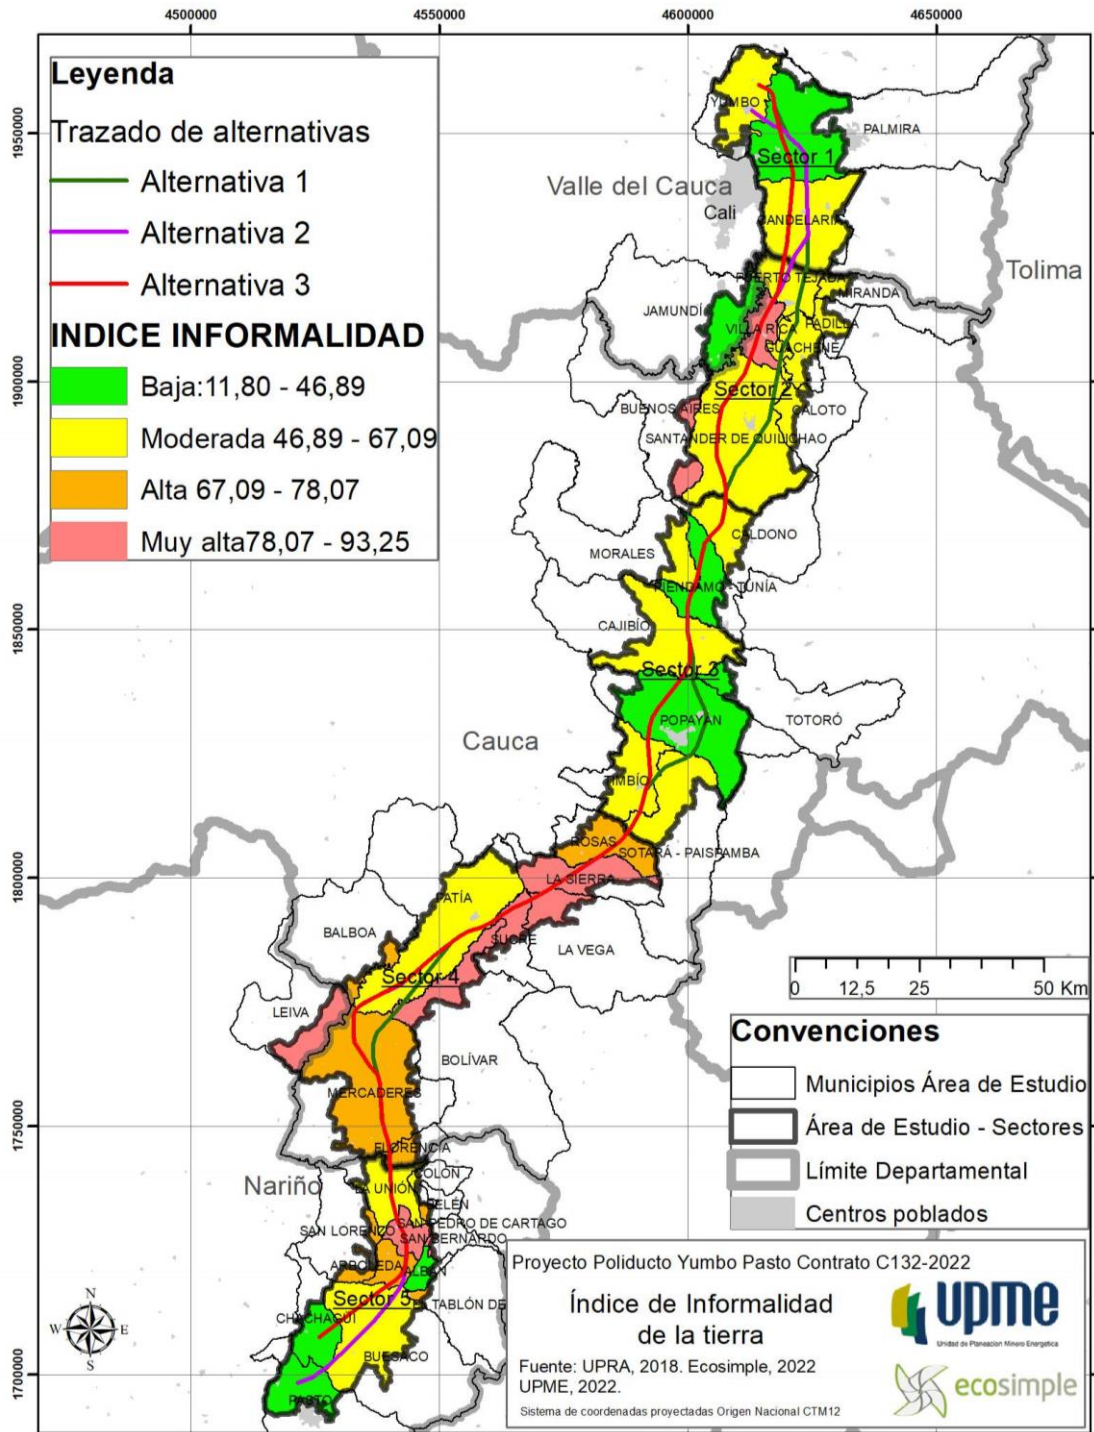 4500000
4550000
4600000
4650000
1950000
1900000
1850000
1800000
1750000
1700000
Leyenda
Trazado de alternativas
Alternativa 1
Alternativa 2
Alternativa 3
INDICE INFORMALIDAD
Baja:11,80 - 46,89
Moderada 46,89 - 67,09
Alta 67,09 - 78,07
Muy alta78,07 - 93,25
YUMBO
PALMIRA
Sector 1
Valle del Cauca
Cali
CANDELARIA
Tolima
PUERTO TEJADA
MIRANDA
JAMUNDÍ
VILLA RICA
PADILLA
GUACHENÉ
Sector 2
BUENOS AIRES
CALOTO
SANTANDER DE QUILICHAO
CALDONO
MORALES
PIENDAMÓ - TUNÍA
CAJIBÍO
Sector 3
POPAYÁN
TOTORÓ
Cauca
TIMBÍO
ROSAS
SOTARÁ - PAISPAMBA
LA SIERRA
PATÍA
BALBOA
SUCRE
LA VEGA
Sector 4
LEIVA
BOLÍVAR
MERCADERES
FLORENCIA
COLÓN
Nariño
LA UNIÓN
BELÉN
SAN PEDRO DE CARTAGO
SAN LORENZO
SAN BERNARDO
ARBOLEDA
ALBÁN
Sector 5
EL TABLÓN DE
CHACHAGÜÍ
BUESACO
PASTO
0 12,5 25 50 Km
Convenciones
Municipios Área de Estudio
Área de Estudio - Sectores
Límite Departamental
Centros poblados
N
W E
S
Proyecto Poliducto Yumbo Pasto Contrato C132-2022
Índice de Informalidad
de la tierra
Fuente: UPRA, 2018. Ecosimple, 2022
UPME, 2022.
Sistema de coordenadas proyectadas Origen Nacional CTM12
upme
Unidad de Planeación Minero Energética
ecosimple